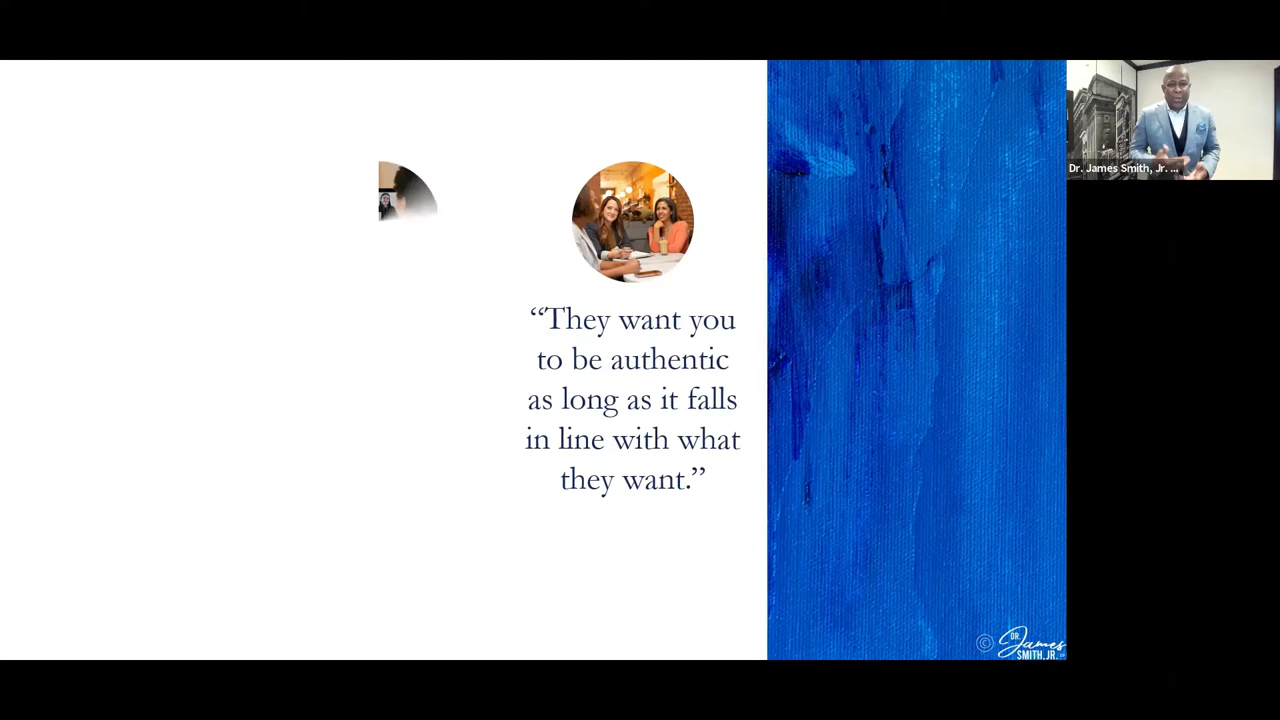 Dr. James Smith, Jr. ...
“They want you
to be authentic
as long as it falls
in line with what
they want.”
© DR.
James
SMITH, JR.